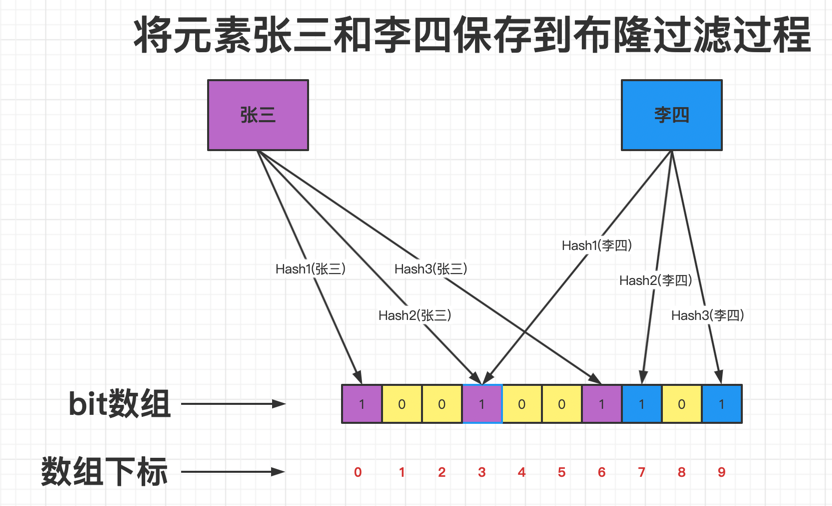 将元素张三和李四保存到布隆过滤过程
张三
李四
Hash1(李四)
Hash1(张三)
Hash3(张三)
Hash2(李四)
Hash2(张三)
Hash3(李四)
bit数组
1 0 0 1 0 0 1 1 0 1
数组下标
0 1 2 3 4 5 6 7 8 9